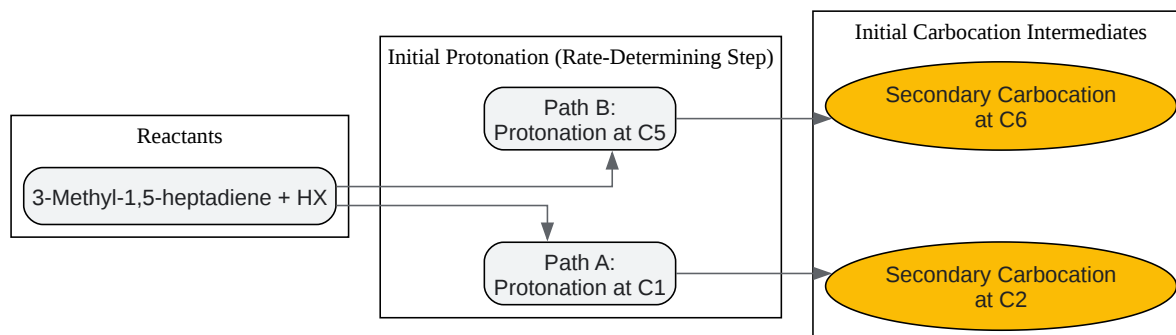 Reactants
3-Methyl-1,5-heptadiene + HX
Initial Protonation (Rate-Determining Step)
Path B:
Protonation at C5
Path A:
Protonation at C1
Initial Carbocation Intermediates
Secondary Carbocation
at C6
Secondary Carbocation
at C2